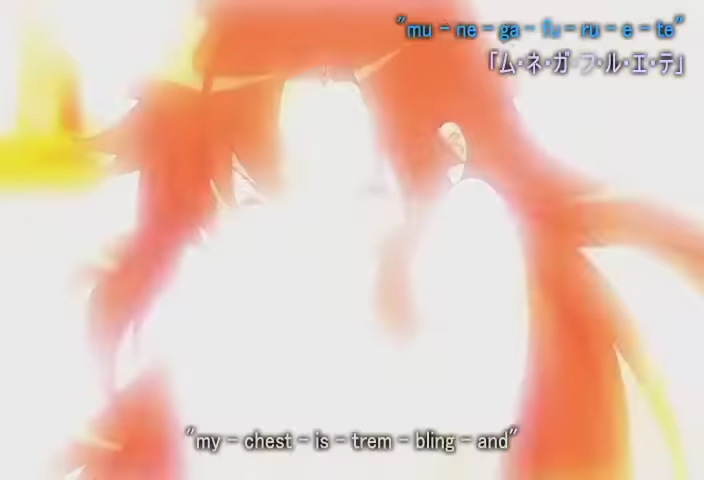 "mu - ne - ga - fu - ru - e - te"
「ム・ネ・ガ・フ・ル・エ・テ」
"my - chest - is - trem - bling - and"